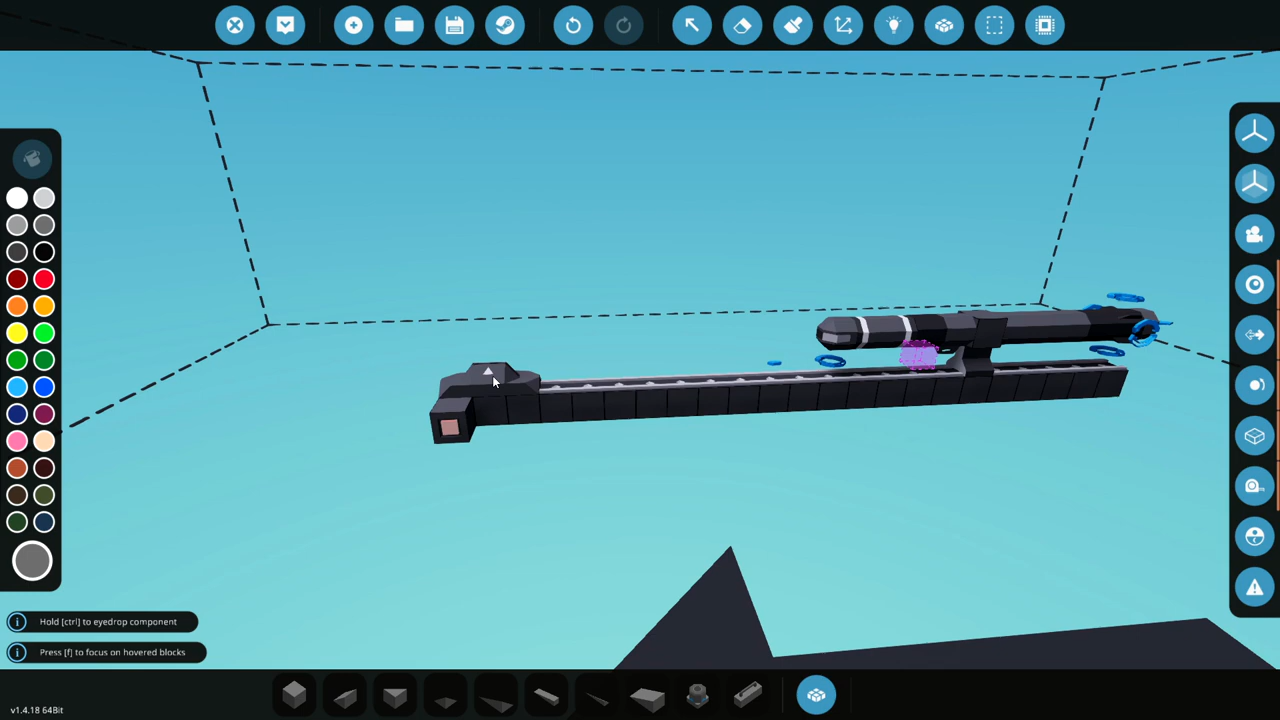 Hold [ctrl] to eyedrop component
Press [f] to focus on hovered blocks
v1.4.18 64Bit